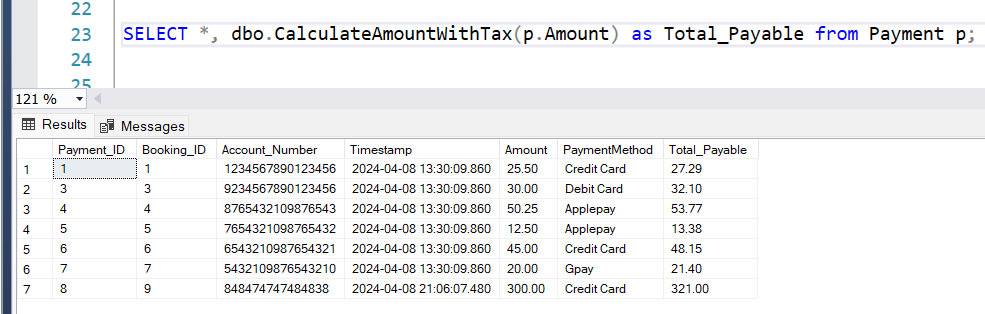 22
23 SELECT *, dbo.CalculateAmountWithTax(p.Amount) as Total_Payable from Payment p;
24
25
121 %
Results Messages
Payment_ID Booking_ID Account_Number Timestamp Amount PaymentMethod Total_Payable
1 1 1 1234567890123456 2024-04-08 13:30:09.860 25.50 Credit Card 27.29
2 3 3 9234567890123456 2024-04-08 13:30:09.860 30.00 Debit Card 32.10
3 4 4 8765432109876543 2024-04-08 13:30:09.860 50.25 Applepay 53.77
4 5 5 7654321098765432 2024-04-08 13:30:09.860 12.50 Applepay 13.38
5 6 6 6543210987654321 2024-04-08 13:30:09.860 45.00 Credit Card 48.15
6 7 7 5432109876543210 2024-04-08 13:30:09.860 20.00 Gpay 21.40
7 8 9 848474747484838 2024-04-08 21:06:07.480 300.00 Credit Card 321.00